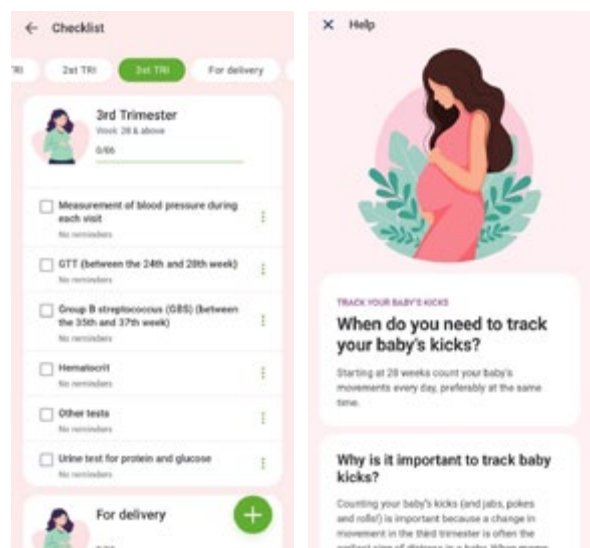 Checklist
TRI
2st TRI
3st TRI
For delivery
3rd Trimester
Week 28 & above
0/86
Measurement of blood pressure during
each visit
No reminders
GTT (between the 24th and 28th week)
No reminders
Group B streptococcus (GBS) (between
the 35th and 37th week)
No reminders
Hematocrit
No reminders
Other tests
No reminders
Urine test for protein and glucose
No reminders
For delivery
Help
TRACK YOUR BABY'S KICKS
When do you need to track
your baby's kicks?
Starting at 28 weeks count your baby's
movements every day, preferably at the same
time.
Why is it important to track baby
kicks?
Counting your baby's kicks (and jabs, pokes
and rolls!) is important because a change in
movement in the third trimester is often the